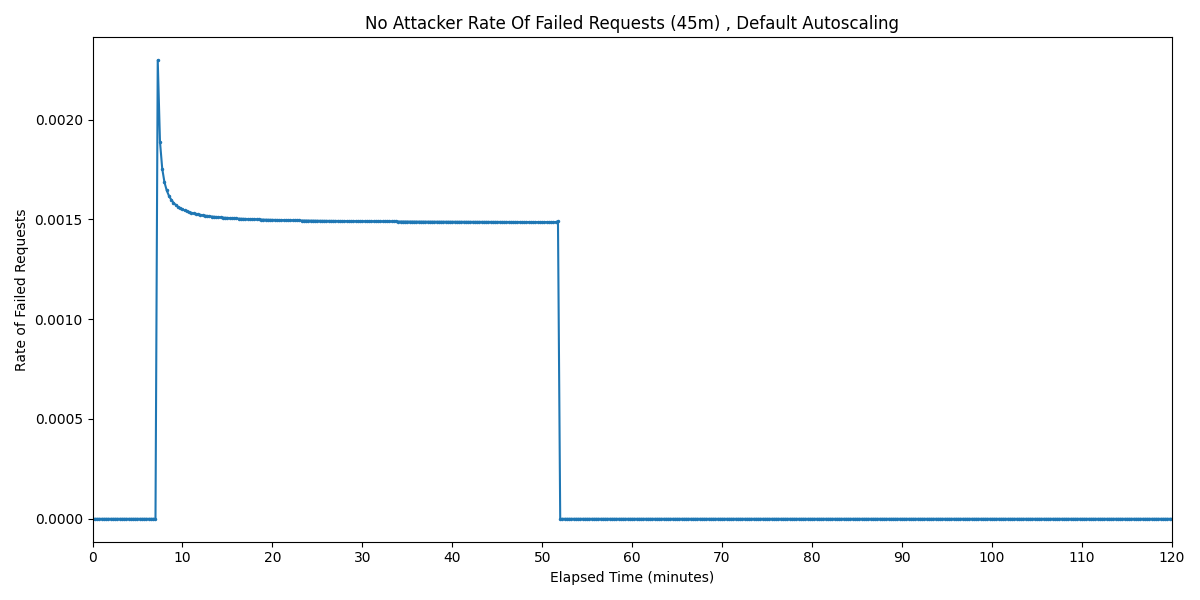 No Attacker Rate Of Failed Requests (45m) , Default Autoscaling
Rate of Failed Requests
0.0020
0.0015
0.0010
0.0005
0.0000
0 10 20 30 40 50 60 70 80 90 100 110 120
Elapsed Time (minutes)